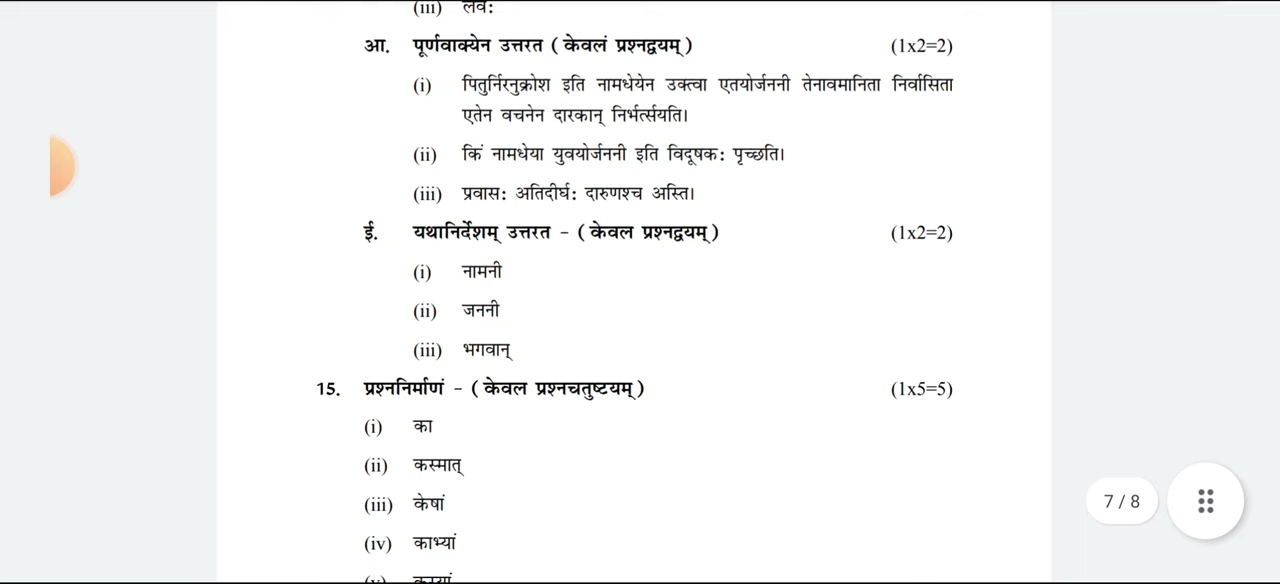 (iii) लवः
आ. पूर्णवाक्येन उत्तरत ( केवलं प्रश्नद्वयम् ) (1x2=2)
(i) पितुर्निरनुक्रोश इति नामधेयेन उक्त्वा एतयोर्जननी तेनावमानिता निर्वासिता
एतेन वचनेन दारकान् निर्भर्त्सयति।
(ii) किं नामधेया युवयोर्जननी इति विदूषकः पृच्छति।
(iii) प्रवासः अतिदीर्घः दारुणश्च अस्ति।
ई. यथानिर्देशम् उत्तरत - ( केवल प्रश्नद्वयम् ) (1x2=2)
(i) नामनी
(ii) जननी
(iii) भगवान्
15. प्रश्ननिर्माणं - ( केवल प्रश्नचतुष्टयम् ) (1x5=5)
(i) का
(ii) कस्मात्
(iii) केषां
(iv) काभ्यां
7 / 8